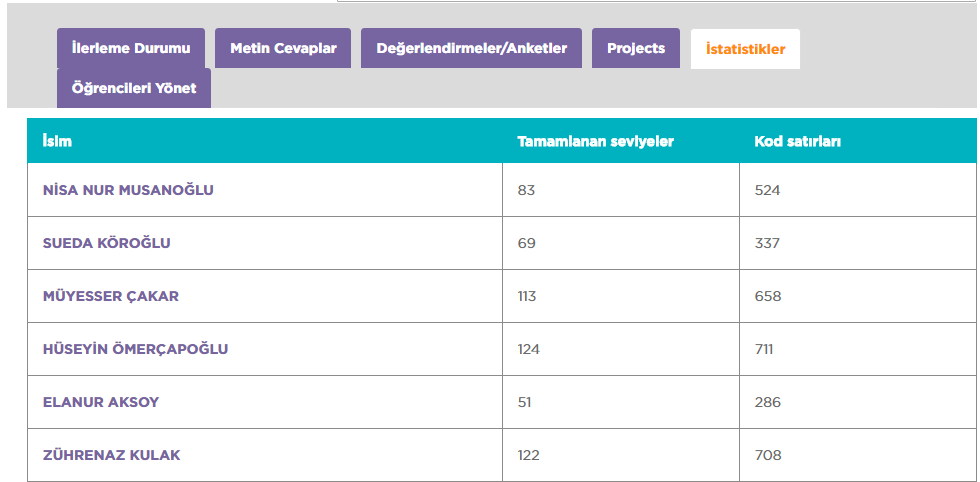 İlerleme Durumu Metin Cevaplar Değerlendirmeler/Anketler Projects İstatistikler
Öğrencileri Yönet
İsim Tamamlanan seviyeler Kod satırları
NİSA NUR MUSANOĞLU 83 524
SUEDA KÖROĞLU 69 337
MÜYESSER ÇAKAR 113 658
HÜSEYİN ÖMERÇAPOĞLU 124 711
ELANUR AKSOY 51 286
ZÜHRENAZ KULAK 122 708